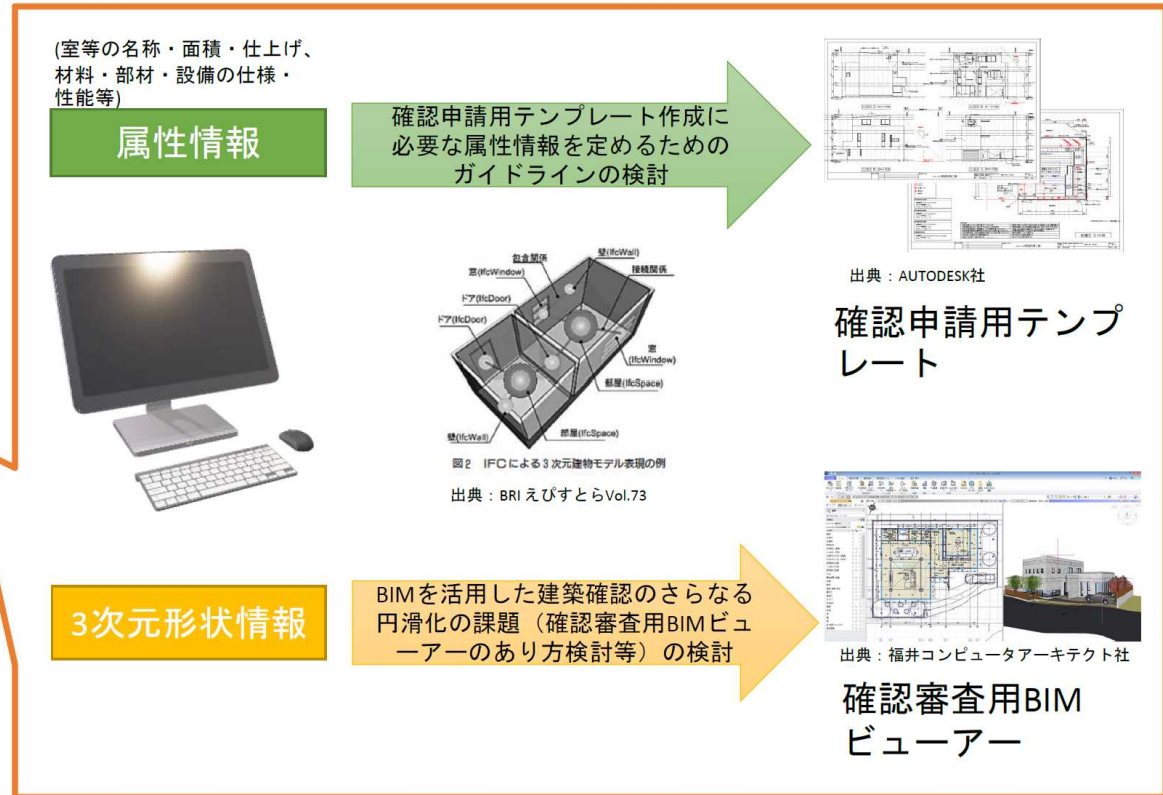 (室等の名称・面積・仕上げ、
材料・部材・設備の仕様・
性能等)
属性情報
確認申請用テンプレート作成に
必要な属性情報を定めるための
ガイドラインの検討
出典：AUTODESK社
確認申請用テンプ
レート
包含関係
壁(IfcWall)
窓(IfcWindow)
接続関係
ドア(IfcDoor)
ドア(IfcDoor)
窓
(IfcWindow)
部屋(IfcSpace)
壁(IfcWall)
部屋(IfcSpace)
図2 IFCによる3次元建物モデル表現の例
出典：BRI えぴすとらVol.73
3次元形状情報
BIMを活用した建築確認のさらなる
円滑化の課題（確認審査用BIMビュ
ーアーのあり方検討等）の検討
出典：福井コンピュータアーキテクト社
確認審査用BIM
ビューアー